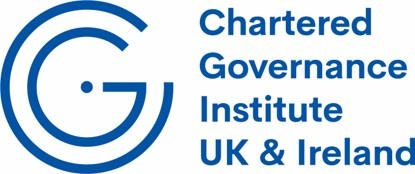 Chartered
Governance
Institute
UK & Ireland